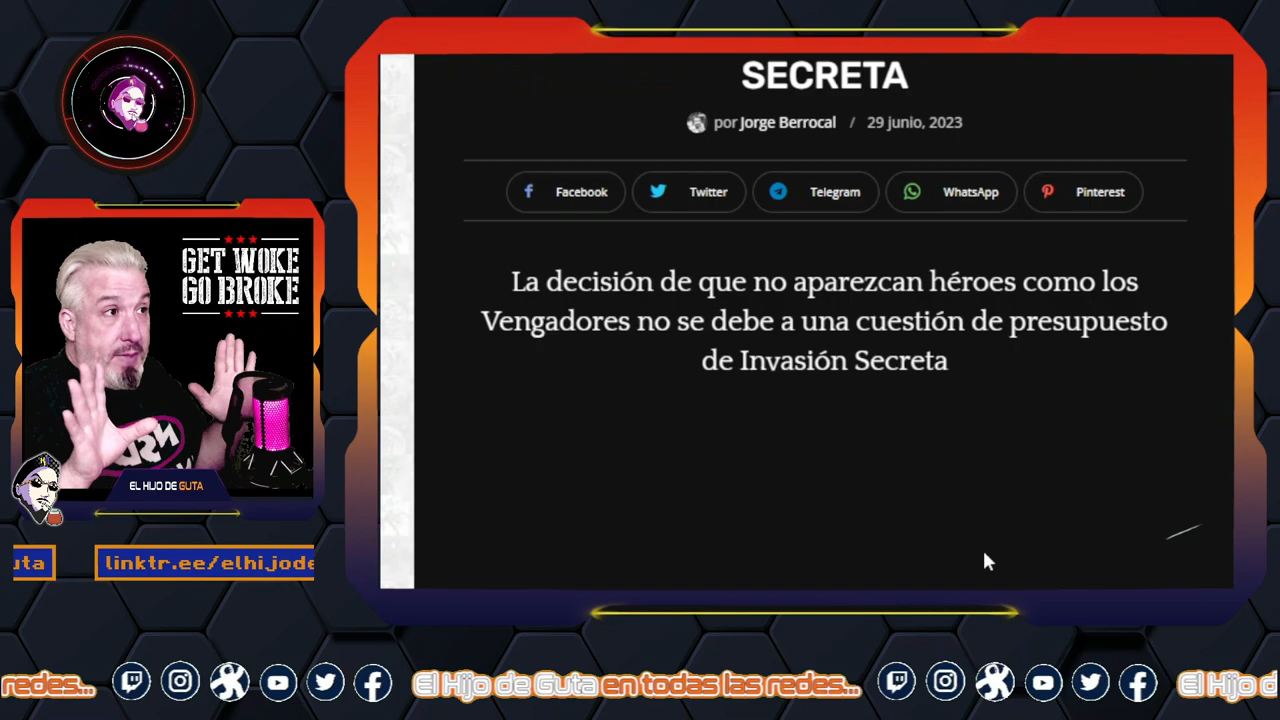 SECRETA
por Jorge Berrocal / 29 junio, 2023
Facebook
Twitter
Telegram
WhatsApp
Pinterest
La decisión de que no aparezcan héroes como los
Vengadores no se debe a una cuestión de presupuesto
de Invasión Secreta
GET WOKE
GO BROKE
EL HIJO DE GUTA
uta
linktr.ee/elhijode
redes...
El Hijo de Guta en todas las redes...
El Hijo d